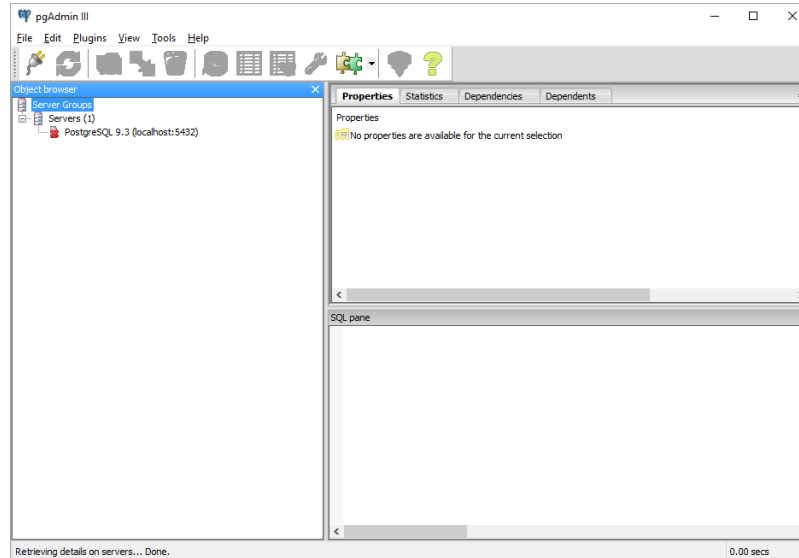 pgAdmin III
File Edit Plugins View Tools Help
Object browser
Server Groups
Servers (1)
PostgreSQL 9.3 (localhost:5432)
Properties Statistics Dependencies Dependents
Properties
No properties are available for the current selection
SQL pane
Retrieving details on servers... Done.
0.00 secs